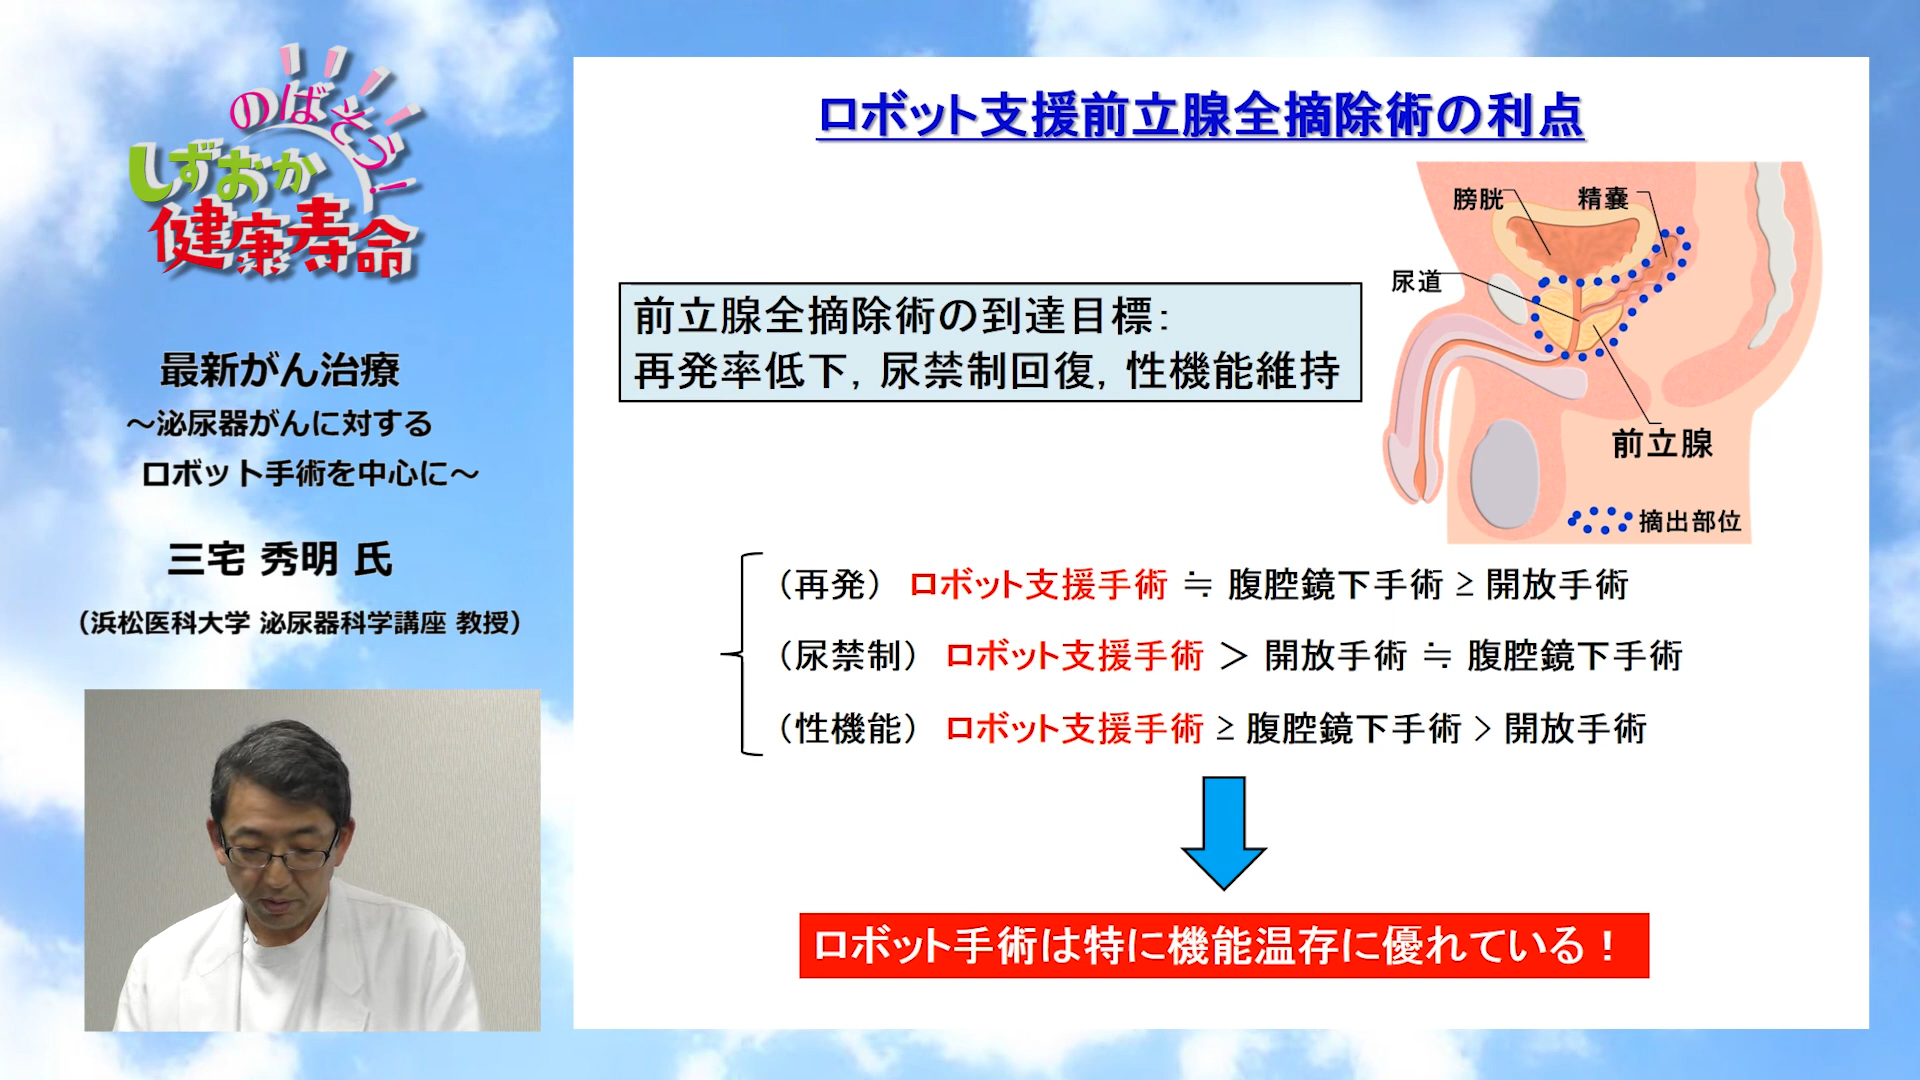 のばそう！
しずおか
健康寿命
最新がん治療
～泌尿器がんに対する
ロボット手術を中心に～
三宅 秀明 氏
（浜松医科大学 泌尿器科学講座 教授）
ロボット支援前立腺全摘除術の利点
膀胱
精嚢
尿道
前立腺
摘出部位
前立腺全摘除術の到達目標：
再発率低下，尿禁制回復，性機能維持
（再発） ロボット支援手術 ≒ 腹腔鏡下手術 ≥ 開放手術
（尿禁制） ロボット支援手術 ＞ 開放手術 ≒ 腹腔鏡下手術
（性機能） ロボット支援手術 ≥ 腹腔鏡下手術 > 開放手術
ロボット手術は特に機能温存に優れている！